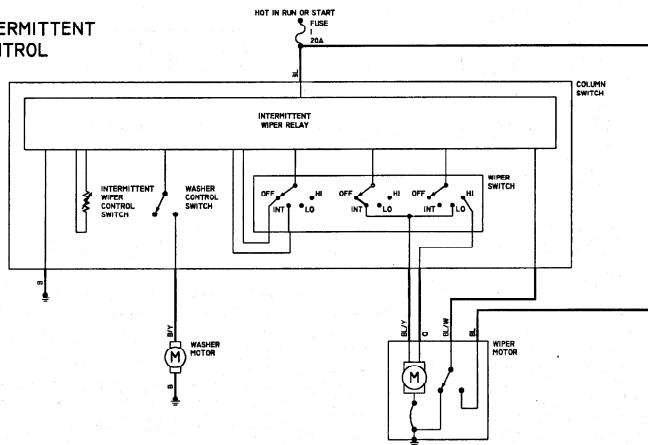 HOT IN RUN OR START
FUSE
1
20A
ERMITTENT
NTROL
BL
COLUMN
SWITCH
INTERMITTENT
WIPER RELAY
INTERMITTENT
WIPER
CONTROL
SWITCH
WASHER
CONTROL
SWITCH
WIPER
SWITCH
OFF
HI
INT
LO
OFF
HI
INT
LO
OFF
HI
INT
LO
B
B/Y
BL/Y
BL/W
BL
WASHER
MOTOR
M
B
WIPER
MOTOR
M